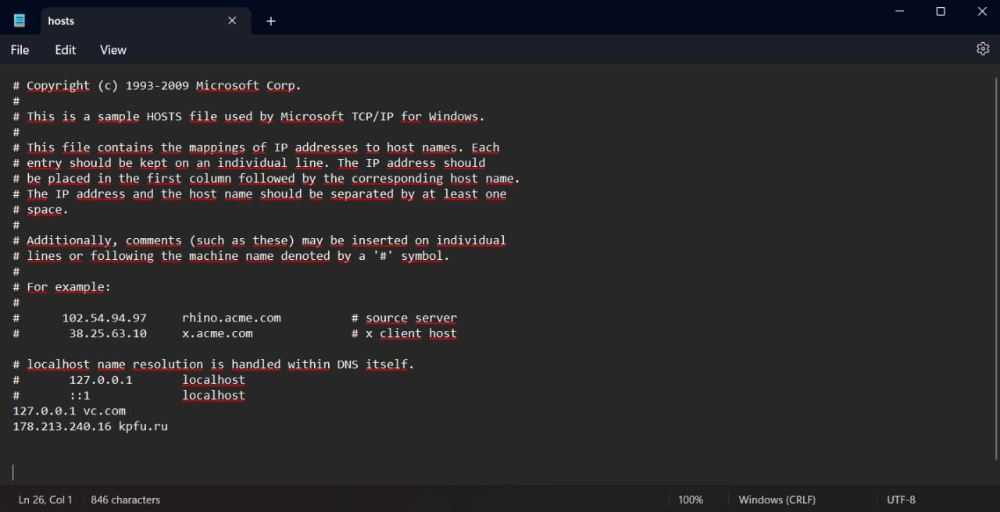 hosts
File Edit View
# Copyright (c) 1993-2009 Microsoft Corp.
#
# This is a sample HOSTS file used by Microsoft TCP/IP for Windows.
#
# This file contains the mappings of IP addresses to host names. Each
# entry should be kept on an individual line. The IP address should
# be placed in the first column followed by the corresponding host name.
# The IP address and the host name should be separated by at least one
# space.
#
# Additionally, comments (such as these) may be inserted on individual
# lines or following the machine name denoted by a '#' symbol.
#
# For example:
#
#      102.54.94.97     rhino.acme.com          # source server
#       38.25.63.10     x.acme.com              # x client host

# localhost name resolution is handled within DNS itself.
#       127.0.0.1       localhost
#       ::1             localhost
127.0.0.1 vc.com
178.213.240.16 kpfu.ru
Ln 26, Col 1 846 characters 100% Windows (CRLF) UTF-8